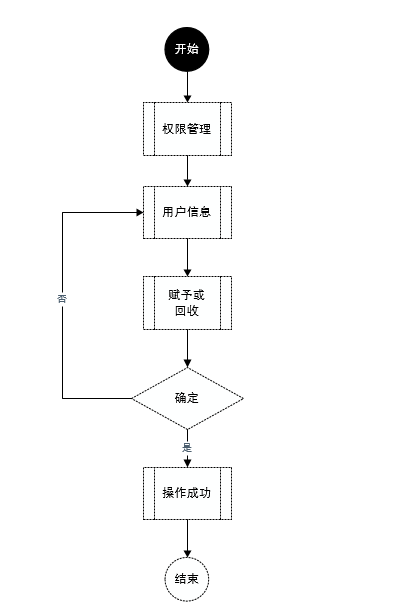 开始
权限管理
用户信息
赋予或
回收
否
确定
是
操作成功
结束